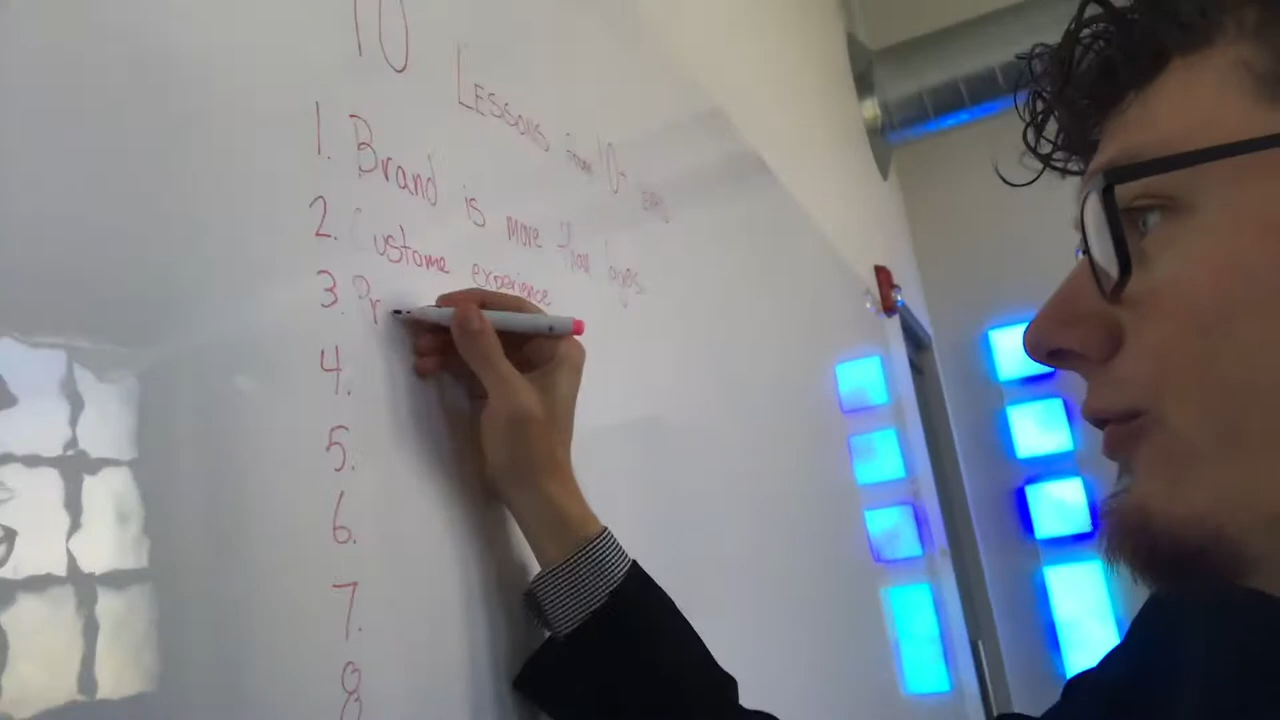 10
Lessons from 10+
1. Brand is more than logos
2. Custome experience
3. Pr
4.
5.
6.
7.
8